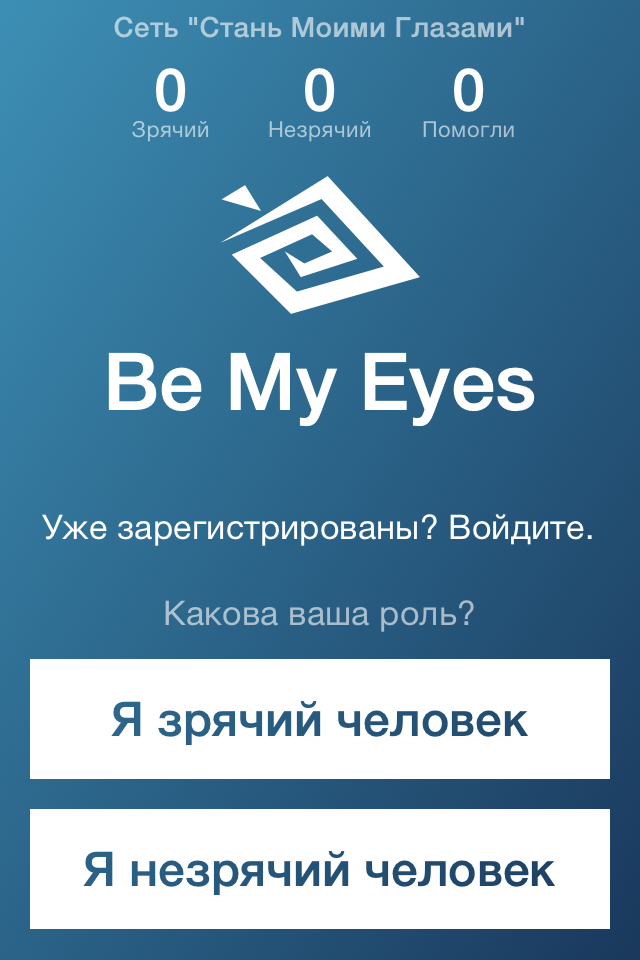 Сеть "Стань Моими Глазами"
0 0 0
Зрячий Незрячий Помогли
Be My Eyes
Уже зарегистрированы? Войдите.
Какова ваша роль?
Я зрячий человек
Я незрячий человек